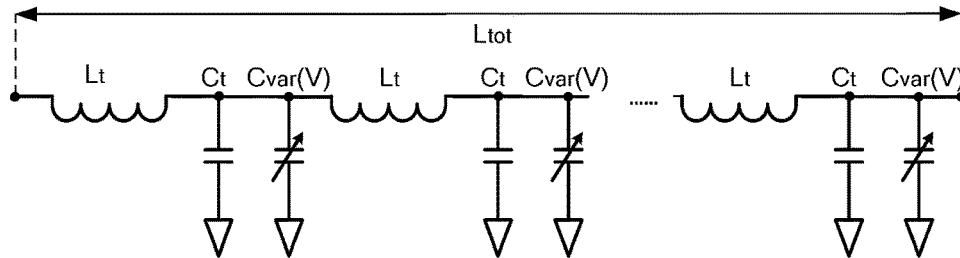 Ltot
Lt Ct Cvar(V) Lt Ct Cvar(V) Lt Ct Cvar(V)
......